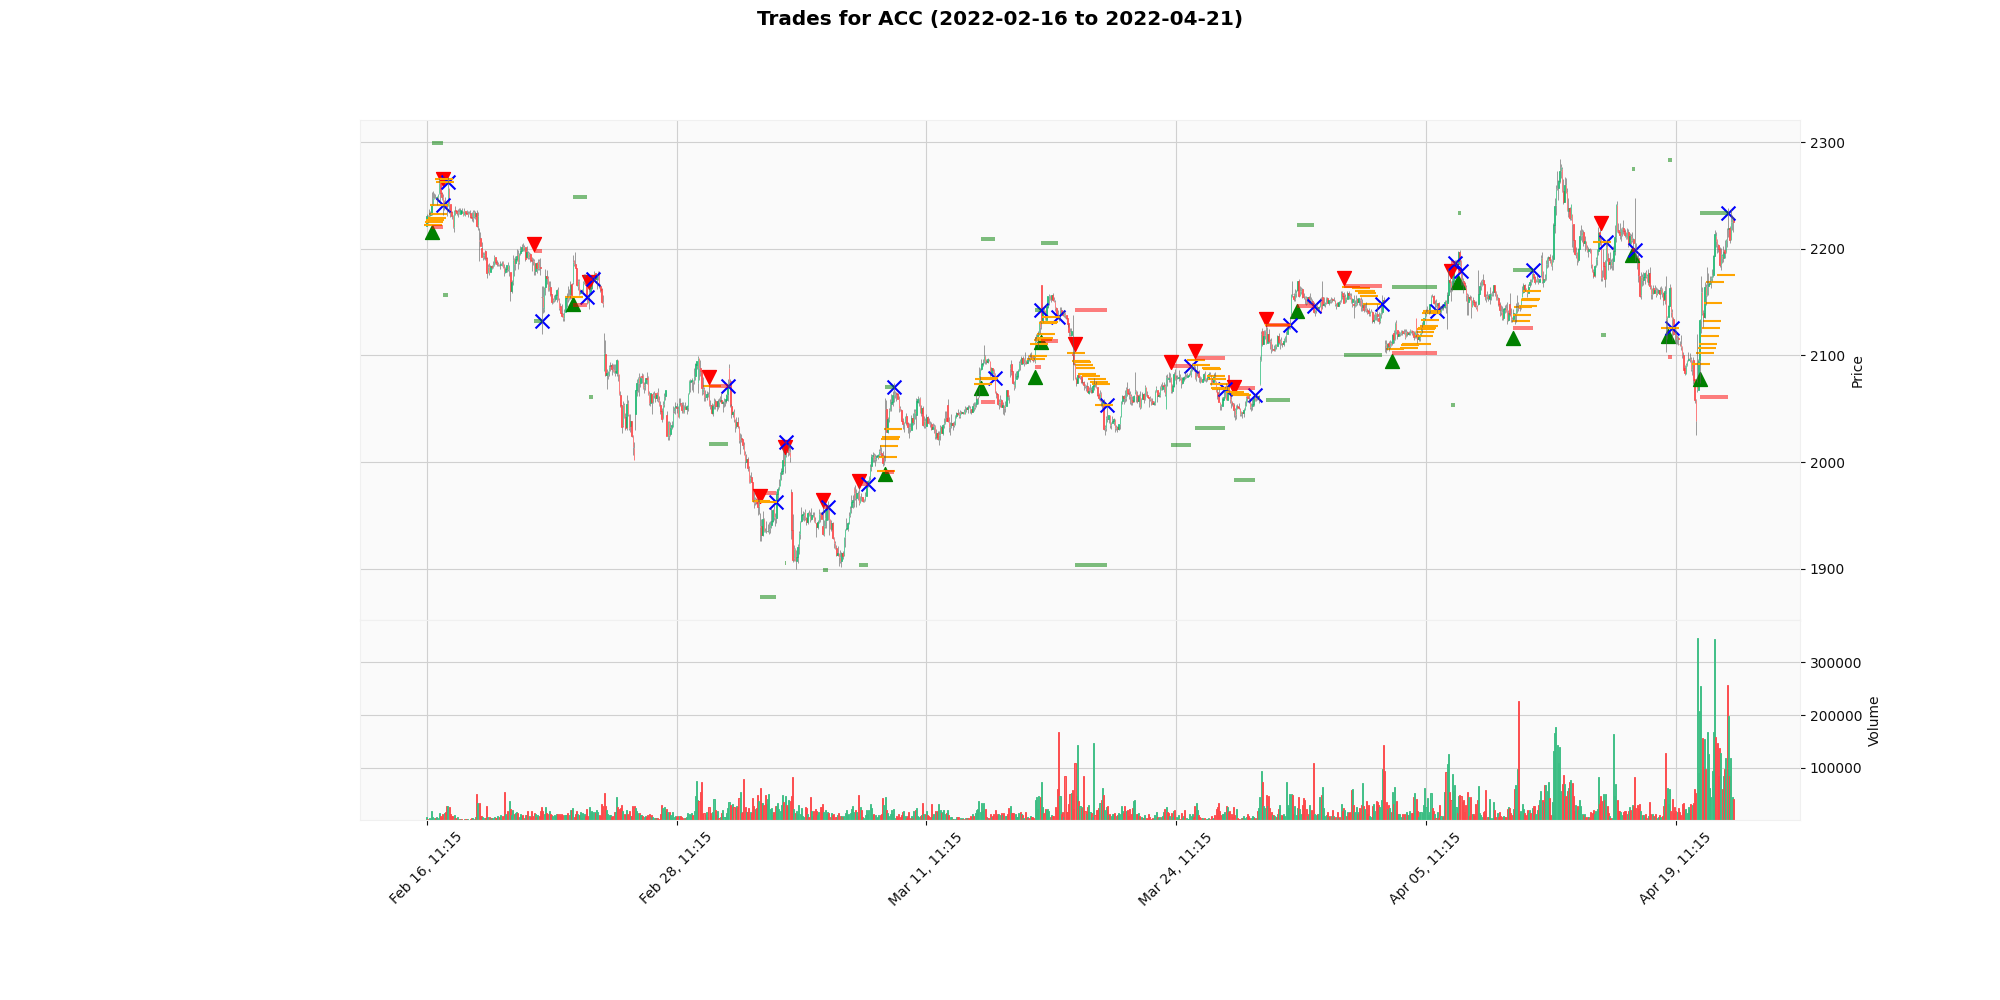 Trades for ACC (2022-02-16 to 2022-04-21)
2300
2200
2100
2000
1900
Price
300000
200000
100000
Volume
Feb 16, 11:15
Feb 28, 11:15
Mar 11, 11:15
Mar 24, 11:15
Apr 05, 11:15
Apr 19, 11:15